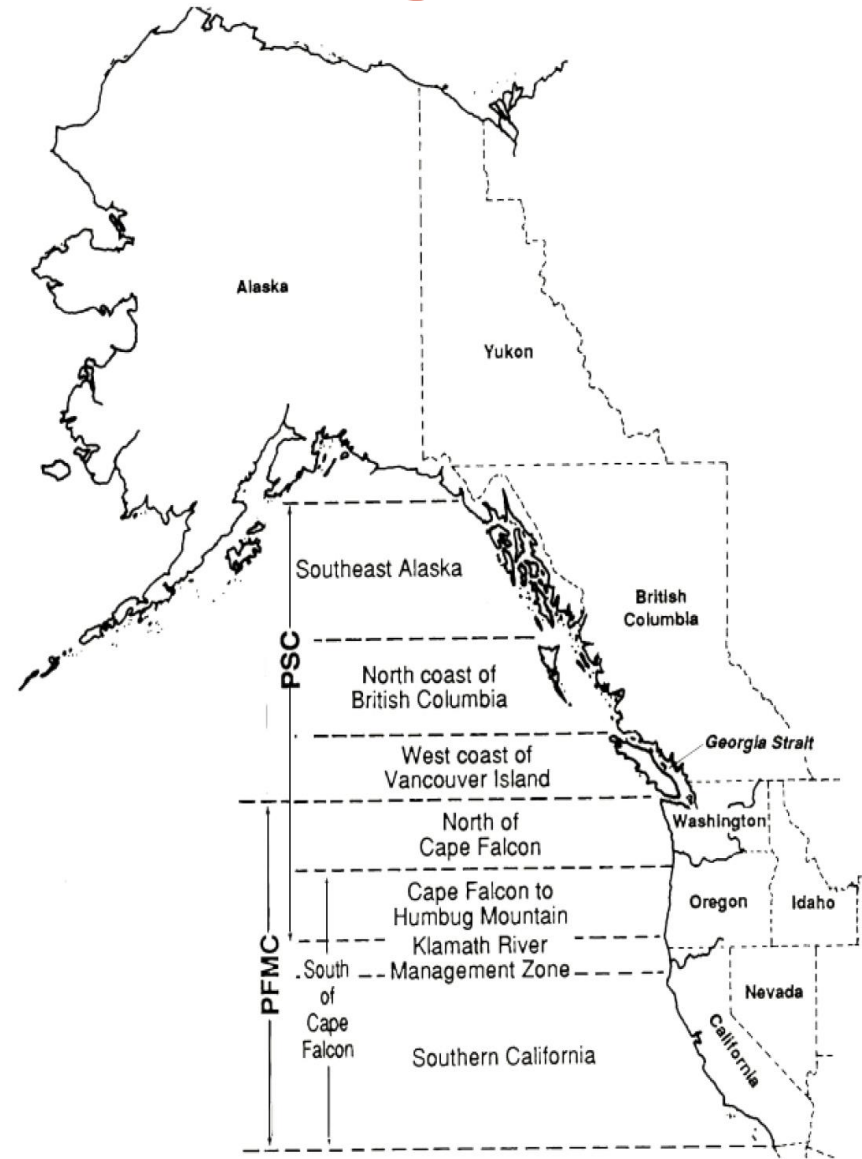 Alaska
Yukon
Southeast Alaska
British
Columbia
PSC
North coast of
British Columbia
Georgia Strait
West coast of
Vancouver Island
North of
Cape Falcon
Washington
Cape Falcon to
Humbug Mountain
Oregon
Idaho
PFMC
Klamath River
Management Zone
South
of
Cape
Falcon
Nevada
California
Southern California